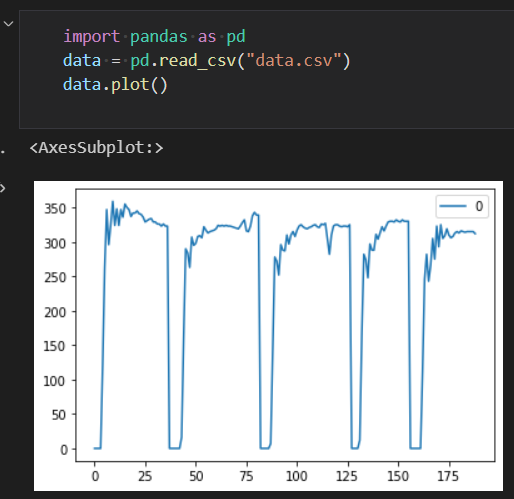 import pandas as pd
data = pd.read_csv("data.csv")
data.plot()
<AxesSubplot:>
0
350
300
250
200
150
100
50
0
0 25 50 75 100 125 150 175